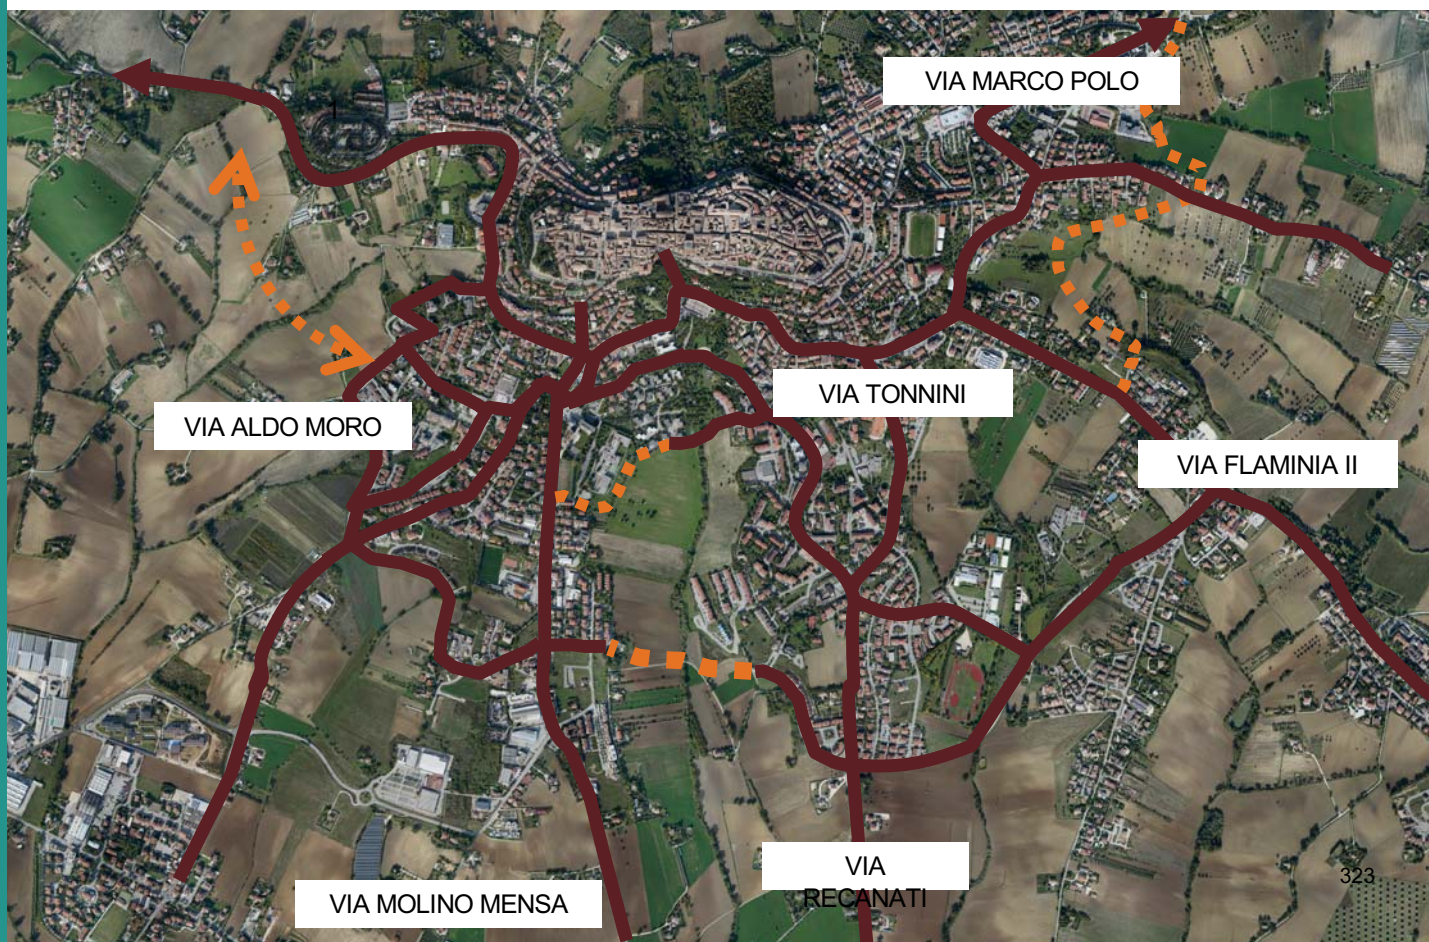 VIA MARCO POLO
VIA TONNINI
VIA ALDO MORO
VIA FLAMINIA II
VIA
RECANATI
323
VIA MOLINO MENSA